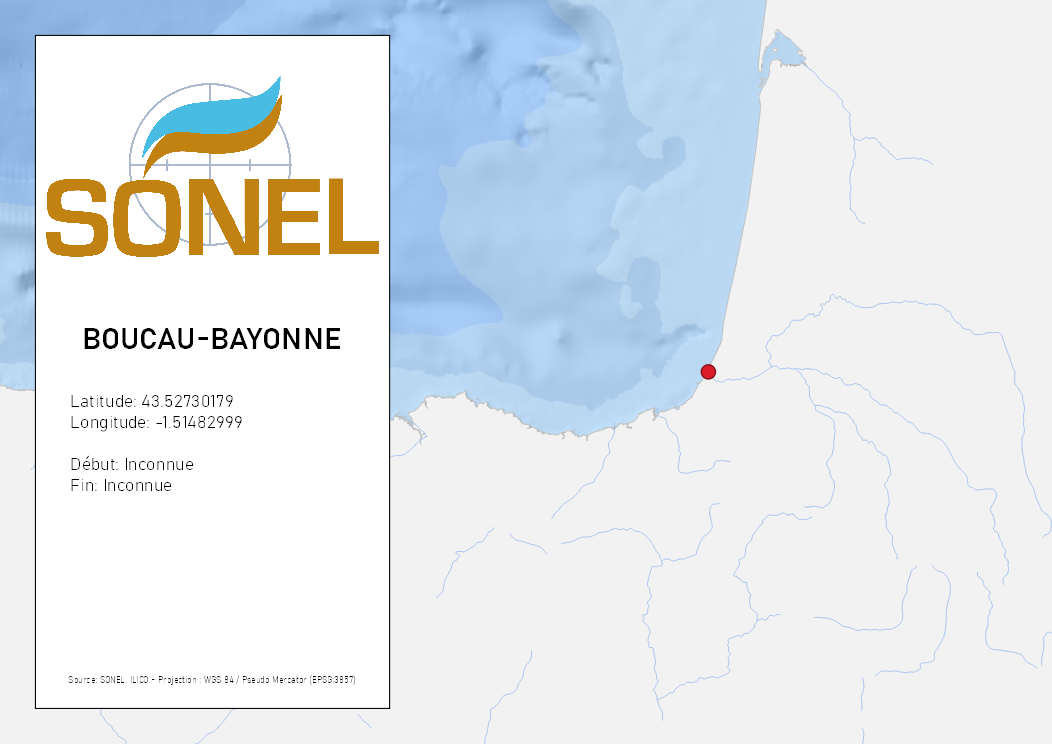 SONEL
BOUCAU-BAYONNE
Latitude: 43.52730179
Longitude: -1.51482999
Début: Inconnue
Fin: Inconnue
Source: SONEL, ILICO - Projection : WGS 84 / Pseudo Mercator (EPSG:3857)